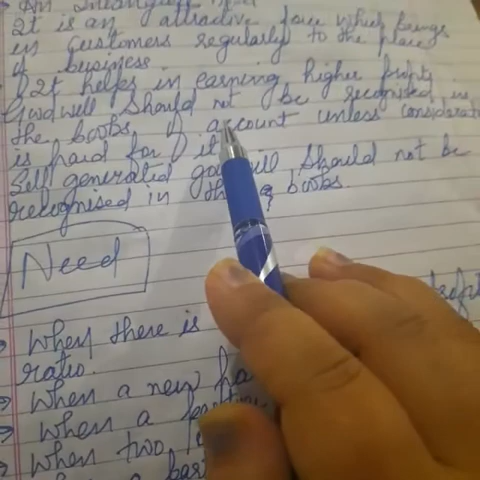 An Intangible
It is an attractive force which brings
in customers regularly to the place
of business
It helps in earning higher profits
Goodwill should not be recognised in
the books of account unless considerat
is paid for it
Self generated goodwill should not be
recognised in the books.
Need
When there is
ratio.
When a new
When a
When two